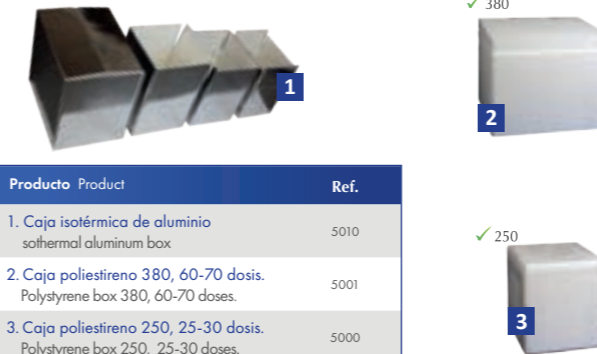 ✓ 380
1
2
Producto Product Ref.
1. Caja isotérmica de aluminio
sothermal aluminum box 5010
2. Caja poliestireno 380, 60-70 dosis.
Polystyrene box 380, 60-70 doses. 5001
✓ 250
3
3. Caja poliestireno 250, 25-30 dosis.
Polystyrene box 250, 25-30 doses. 5000